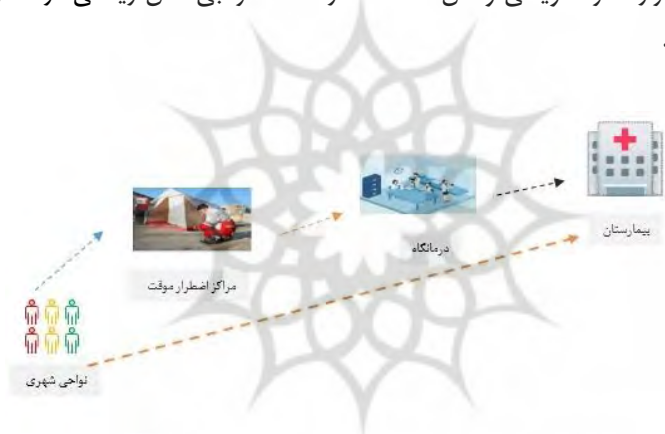 بیمارستان
درمانگاه
مراکز اضطرار موقت
نواحی شهری